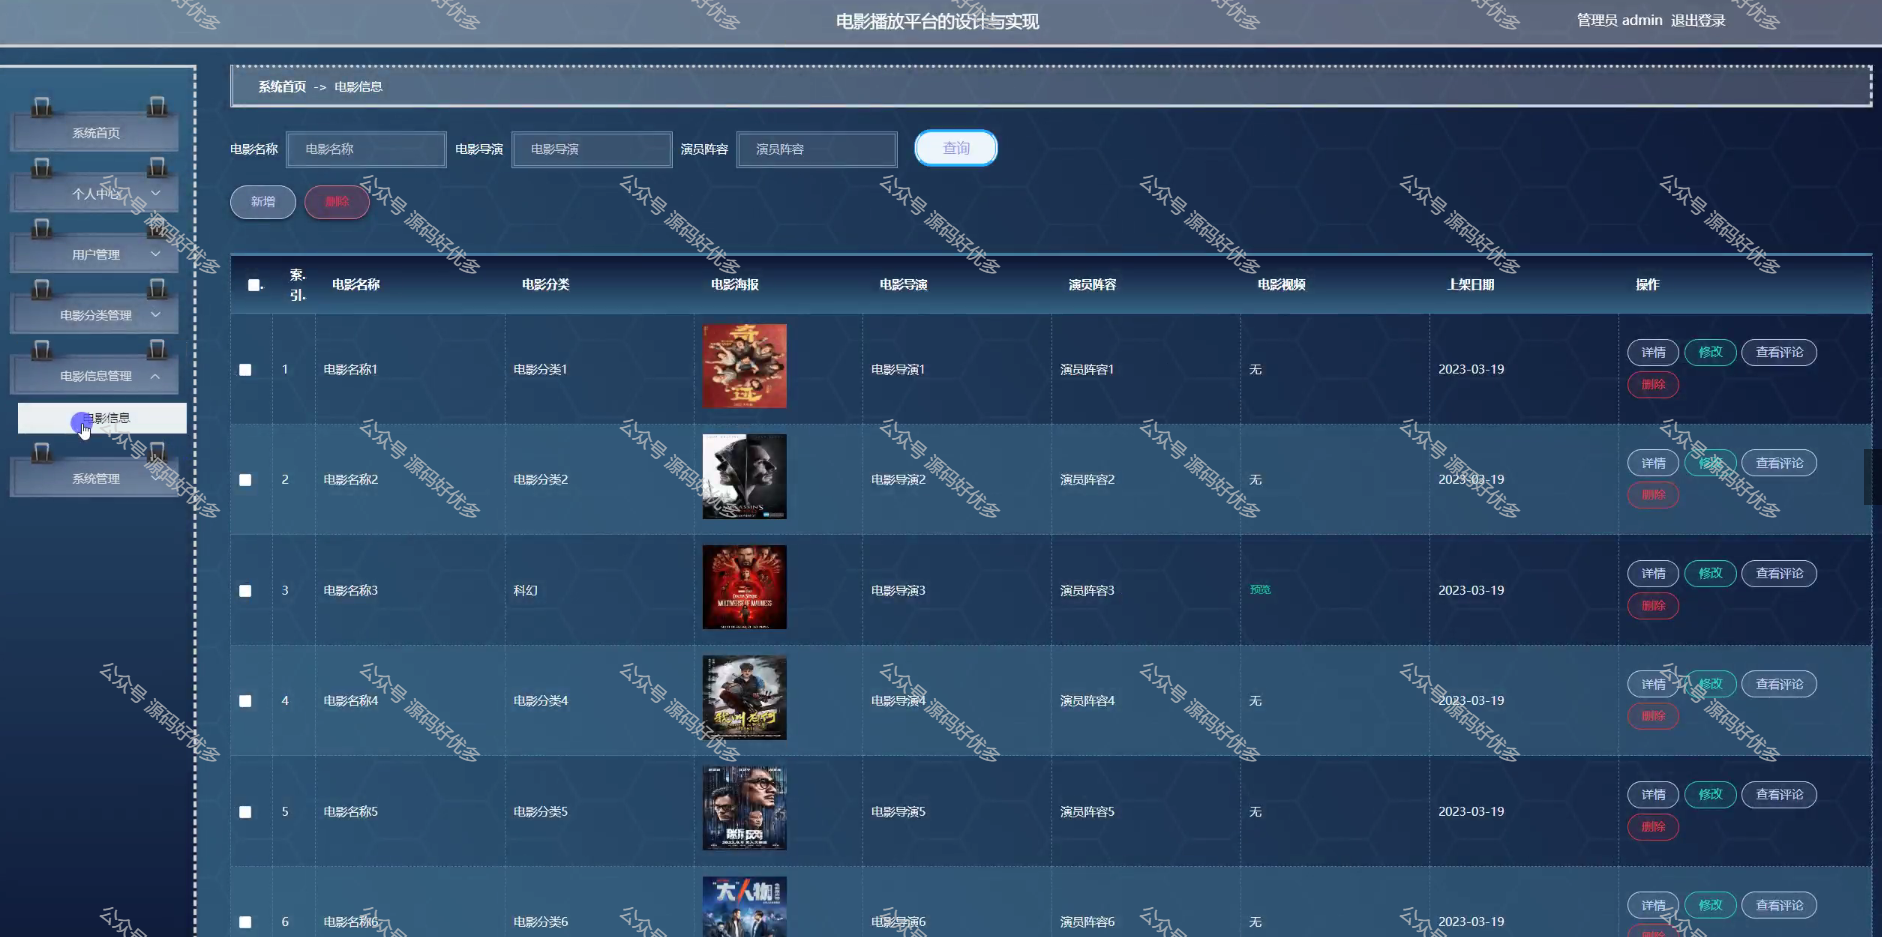 电影播放平台的设计与实现
管理员 admin 退出登录
系统首页 -> 电影信息
系统首页
个人中心
用户管理
电影分类管理
电影信息管理
电影信息
系统管理
电影名称 电影名称 电影导演 电影导演 演员阵容 演员阵容 查询
新增 删除
索引 电影名称 电影分类 电影海报 电影导演 演员阵容 电影视频 上架日期 操作
1 电影名称1 电影分类1 电影导演1 演员阵容1 无 2023-03-19 详情 修改 查看评论
删除
2 电影名称2 电影分类2 电影导演2 演员阵容2 无 2023-03-19 详情 修改 查看评论
删除
3 电影名称3 科幻 电影导演3 演员阵容3 预览 2023-03-19 详情 修改 查看评论
删除
4 电影名称4 电影分类4 电影导演4 演员阵容4 无 2023-03-19 详情 修改 查看评论
删除
5 电影名称5 电影分类5 电影导演5 演员阵容5 无 2023-03-19 详情 修改 查看评论
删除
6 电影名称6 电影分类6 电影导演6 演员阵容6 无 2023-03-19 详情 修改 查看评论
删除
奇迹
MULTIVERSE OF MADNESS
大人物
公众号 源码好优多